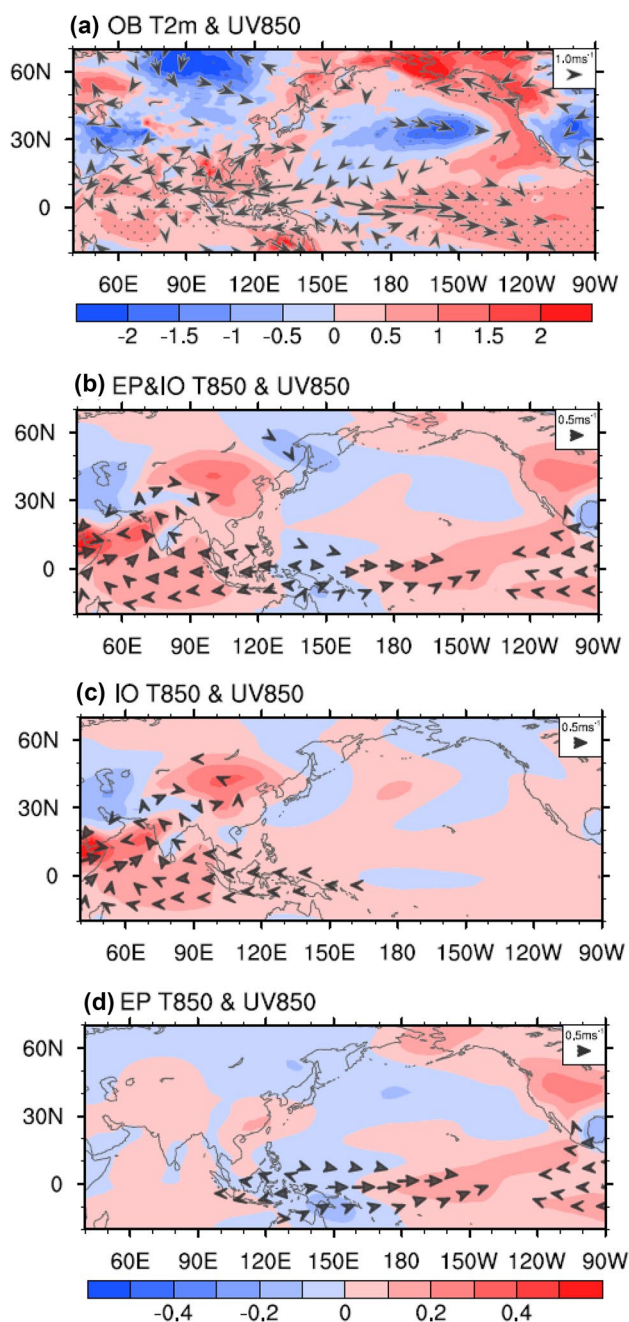 (a) OB T2m & UV850
1.0ms⁻¹
60N
30N
0
60E 90E 120E 150E 180 150W 120W 90W
-2 -1.5 -1 -0.5 0 0.5 1 1.5 2
(b) EP&IO T850 & UV850
0.5ms⁻¹
60N
30N
0
60E 90E 120E 150E 180 150W 120W 90W
(c) IO T850 & UV850
0.5ms⁻¹
60N
30N
0
60E 90E 120E 150E 180 150W 120W 90W
(d) EP T850 & UV850
0.5ms⁻¹
60N
30N
0
60E 90E 120E 150E 180 150W 120W 90W
-0.4 -0.2 0 0.2 0.4